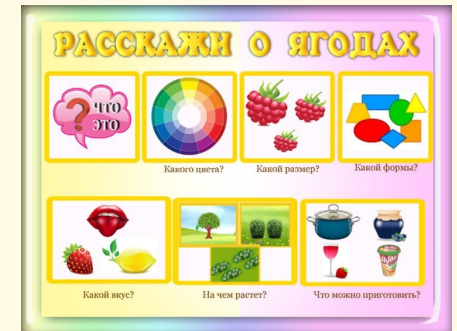 РАССКАЖИ О ЯГОДАХ
что
это
Какого цвета?
Какой размер?
Какой формы?
Какой вкус?
На чем растет?
Что можно приготовить?